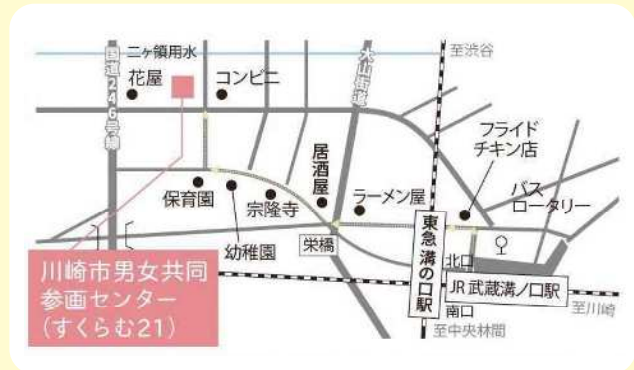 二ヶ領用水
至渋谷
国道246号線
花屋
コンビニ
大山街道
フライド
チキン店
バス
ロータリー
居酒屋
ラーメン屋
保育園
幼稚園
宗隆寺
栄橋
東急 溝の口駅
北口
JR 武蔵溝ノ口駅
南口
至川崎
至中央林間
川崎市男女共同
参画センター
(すくらむ21)